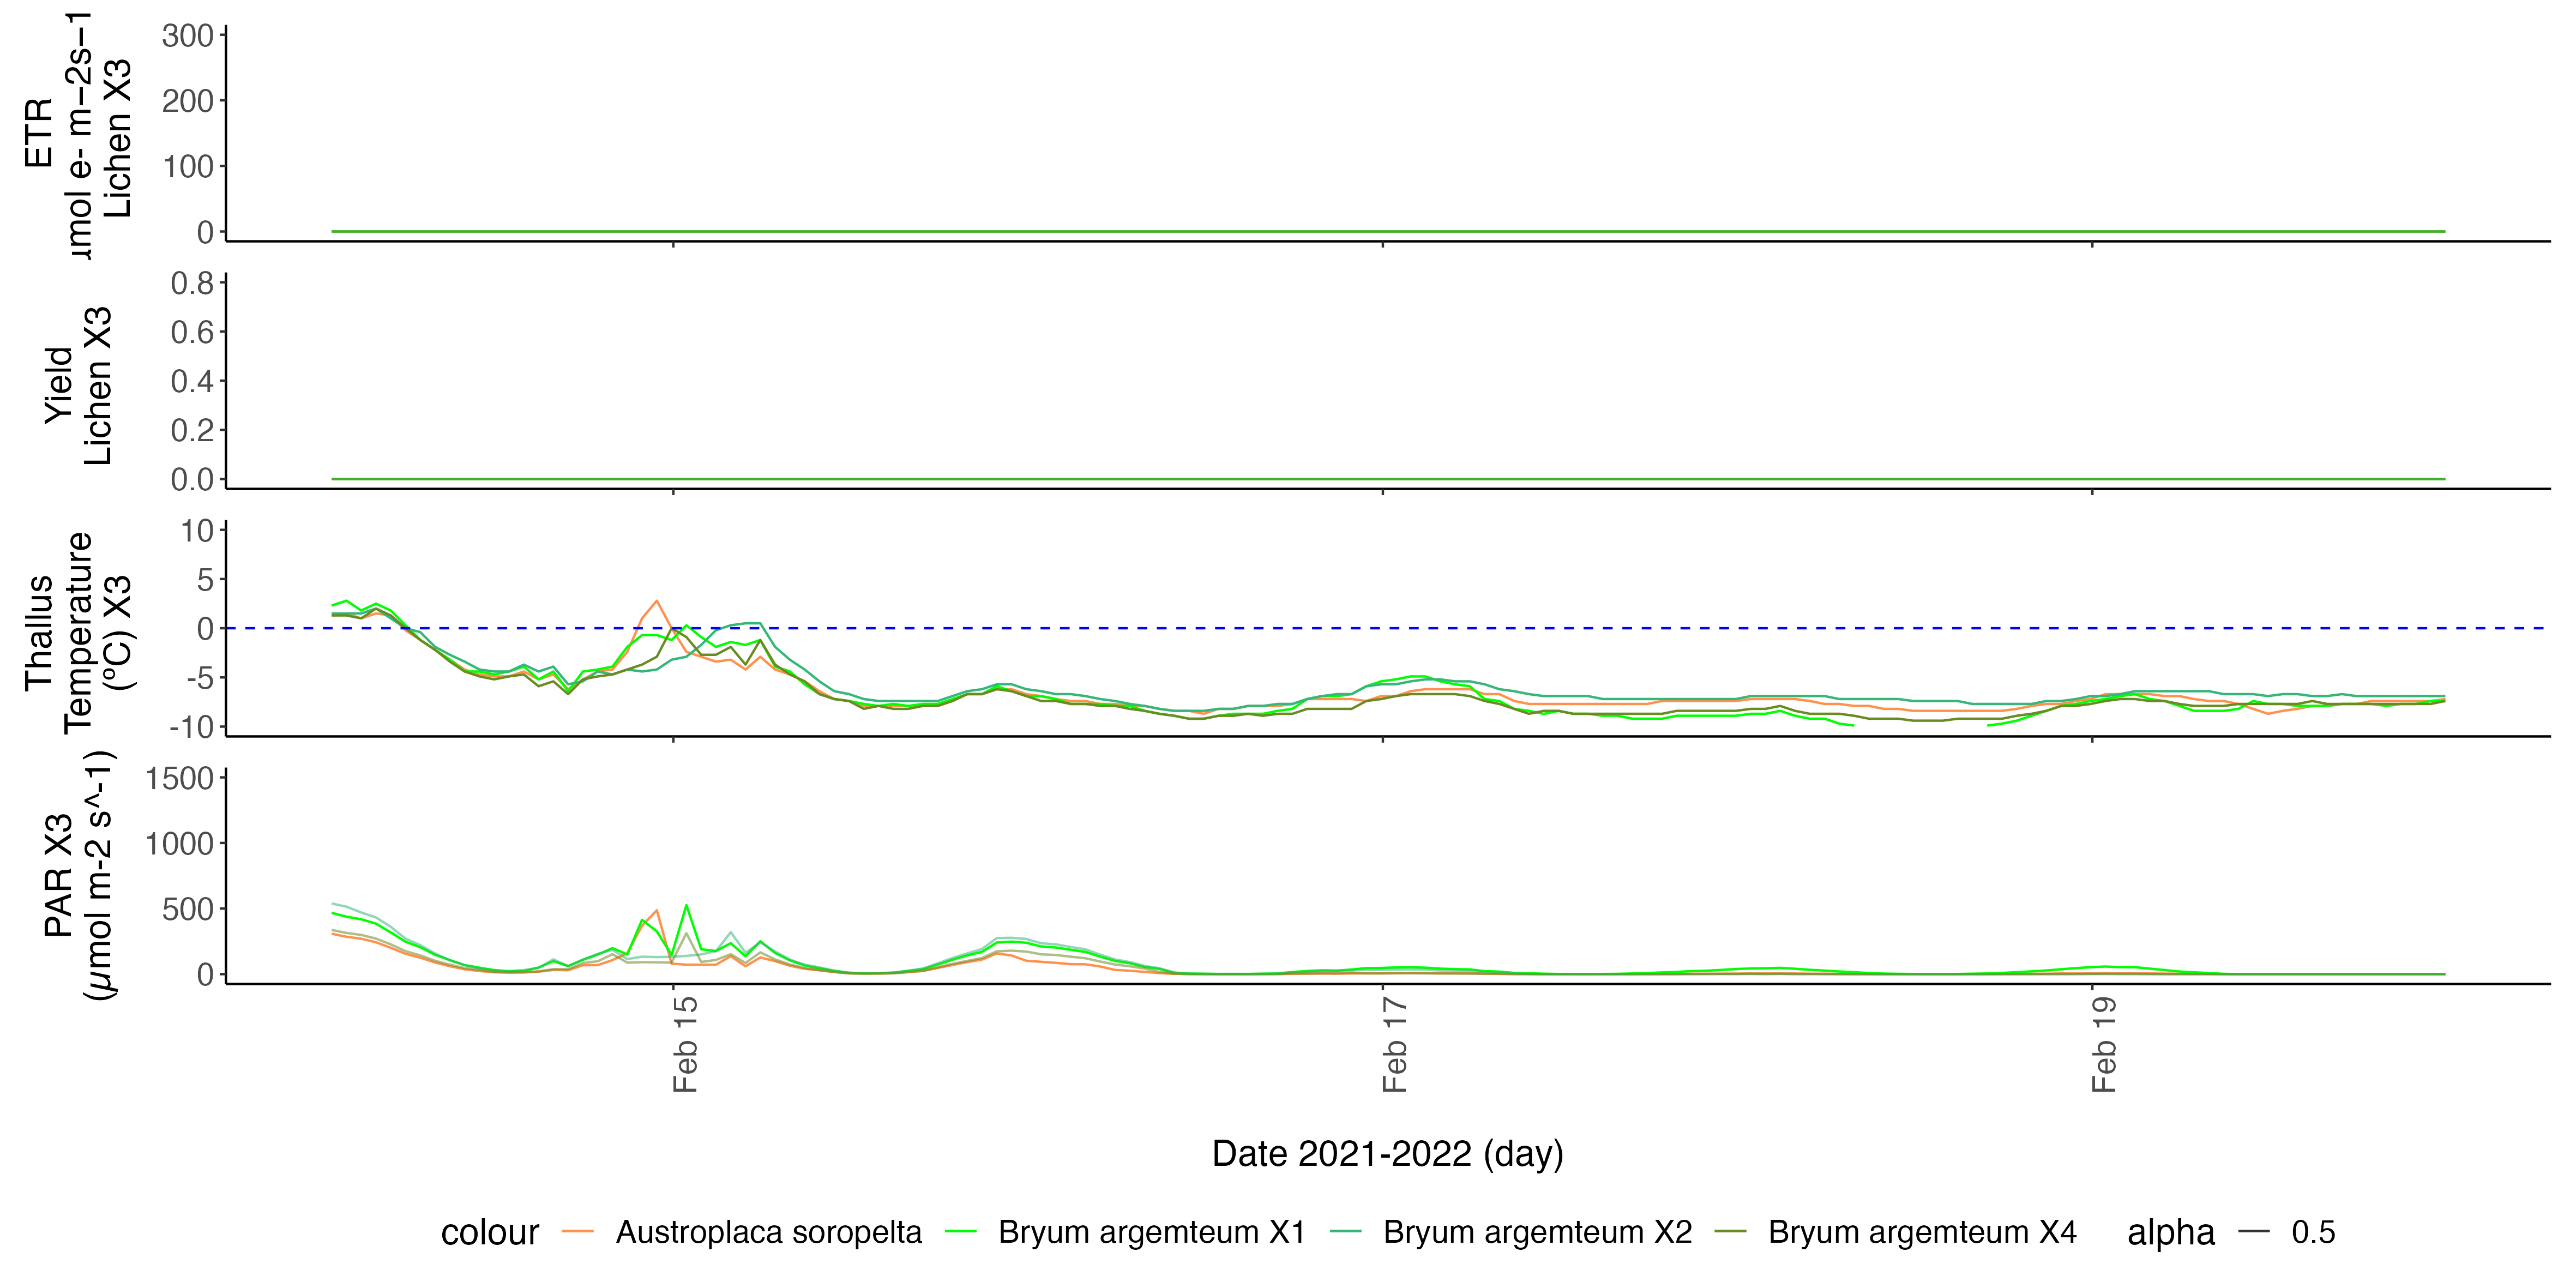 ETR
µmol e- m−2s−1
Lichen X3
300
200
100
0
Yield
Lichen X3
0.8
0.6
0.4
0.2
0.0
Thallus
Temperature
(ºC) X3
10
5
0
-5
-10
PAR X3
(µmol m-2 s^-1)
1500
1000
500
0
Feb 15
Feb 17
Feb 19
Date 2021-2022 (day)
colour Austroplaca soropelta Bryum argemteum X1 Bryum argemteum X2 Bryum argemteum X4 alpha 0.5